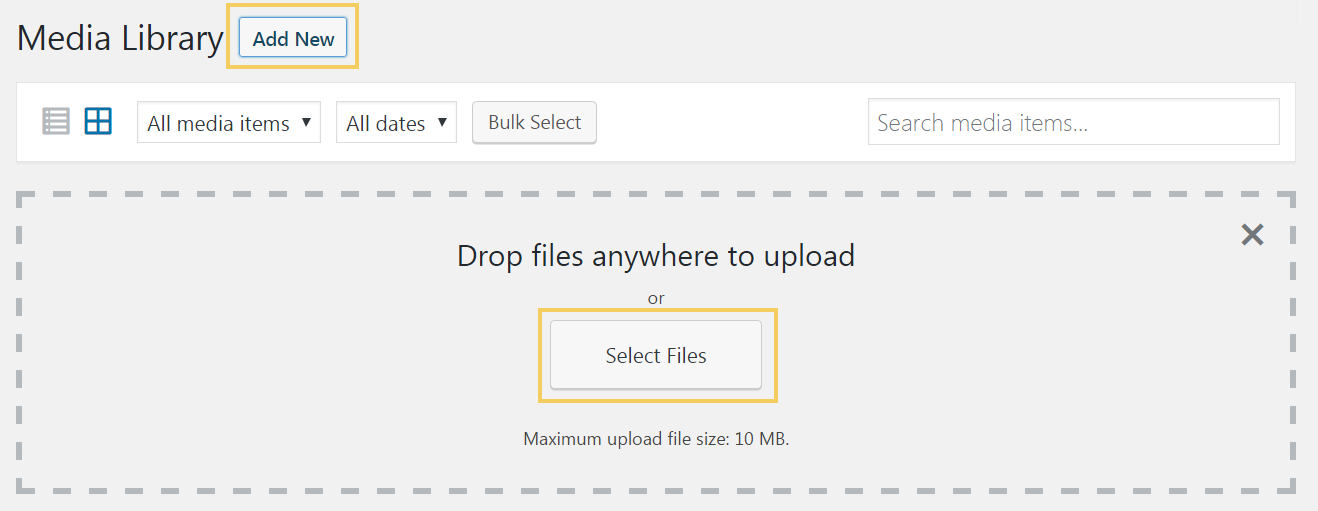 Media Library Add New
All media items All dates Bulk Select Search media items...
Drop files anywhere to upload
or
Select Files
Maximum upload file size: 10 MB.